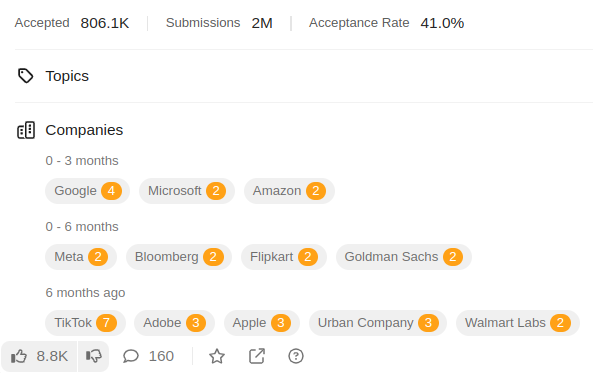 Accepted 806.1K Submissions 2M Acceptance Rate 41.0%
Topics
Companies
0 - 3 months
Google 4 Microsoft 2 Amazon 2
0 - 6 months
Meta 2 Bloomberg 2 Flipkart 2 Goldman Sachs 2
6 months ago
TikTok 7 Adobe 3 Apple 3 Urban Company 3 Walmart Labs 2
8.8K 160